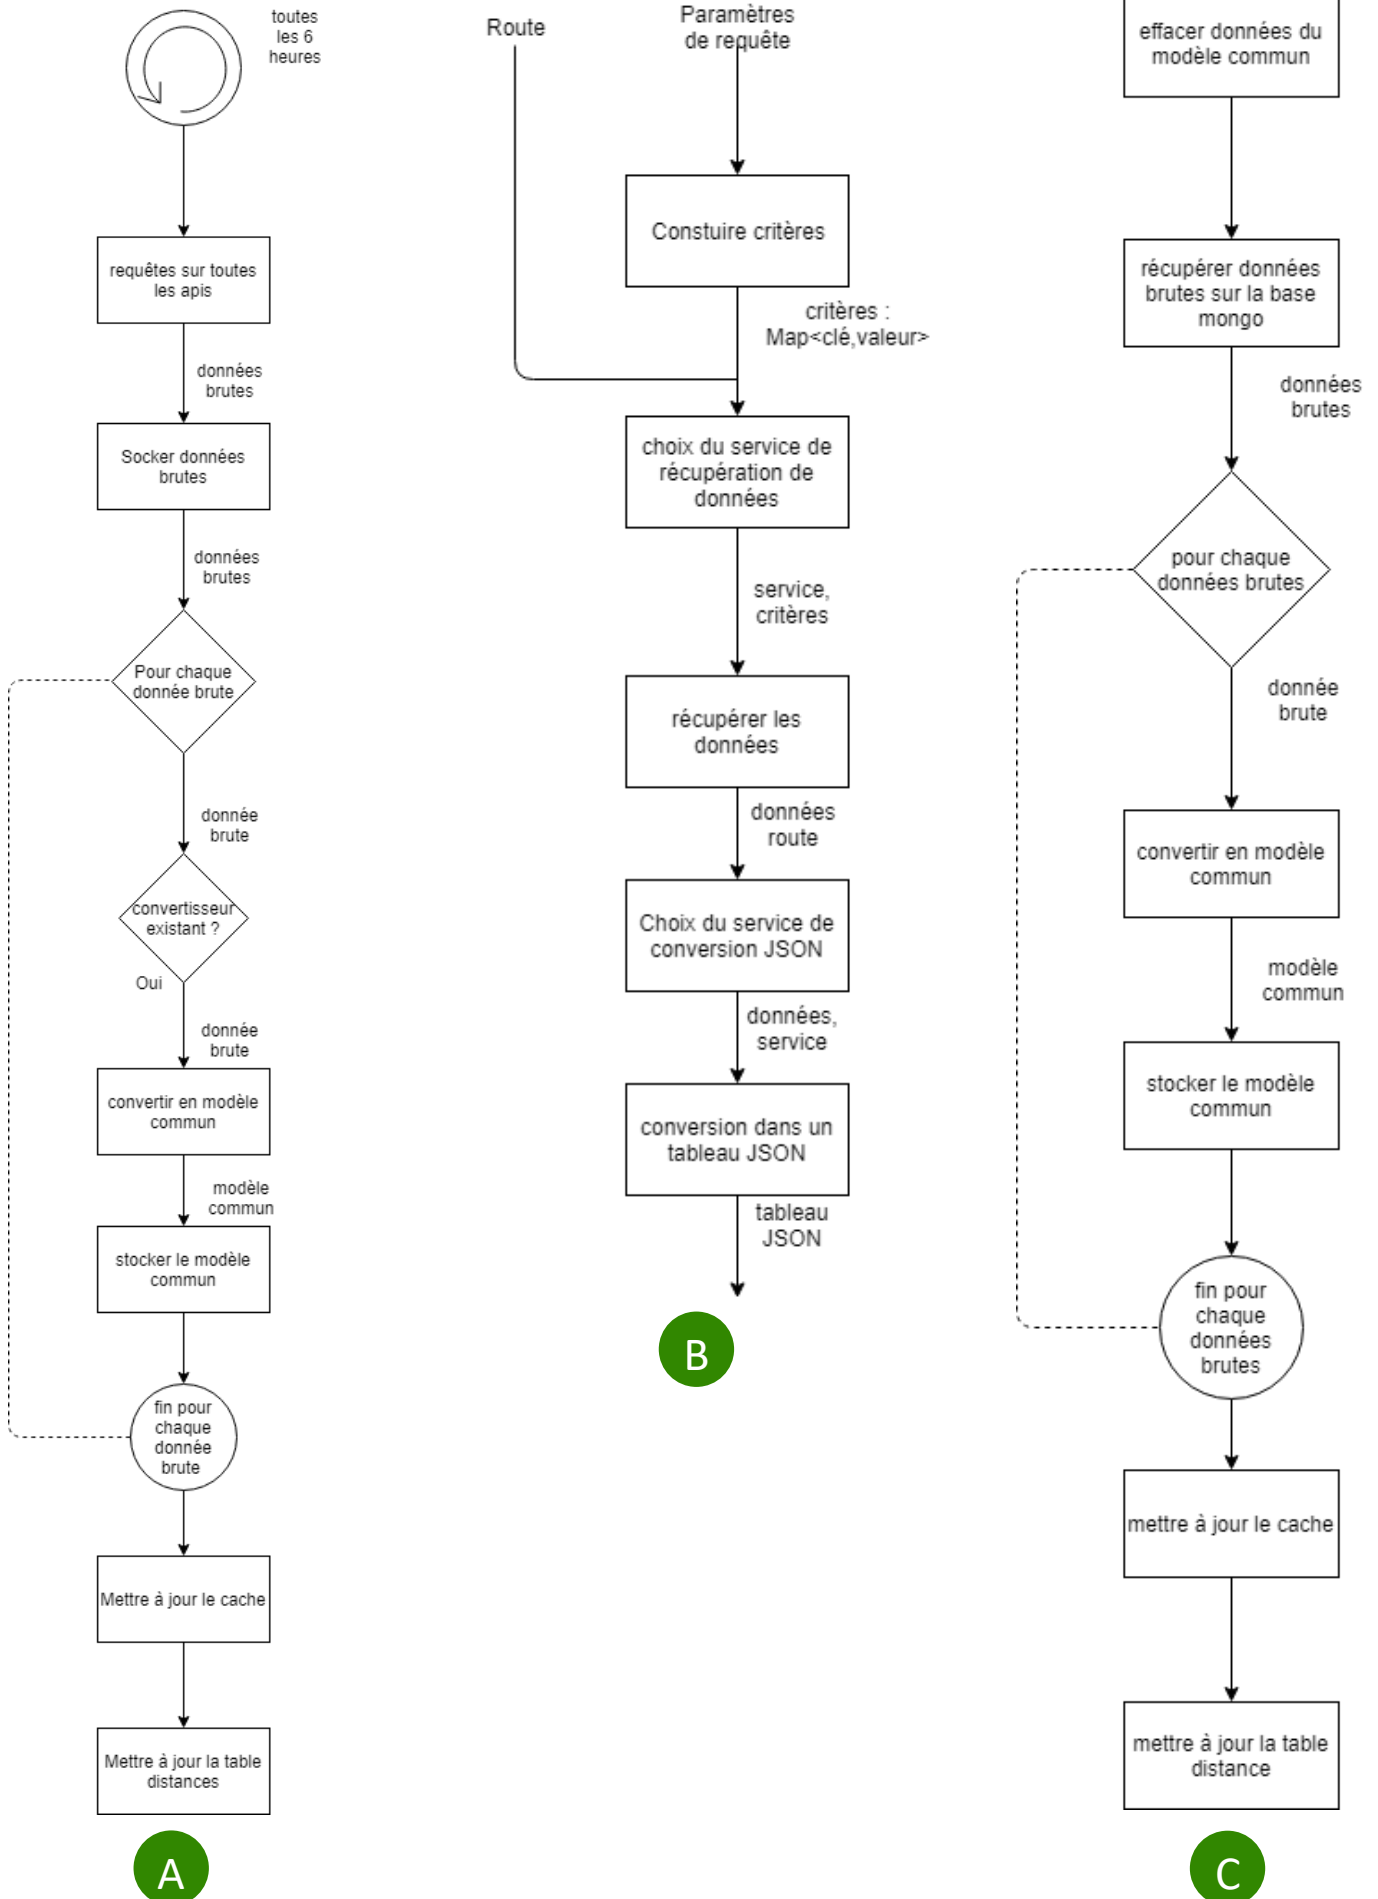 toutes
les 6
heures
requêtes sur toutes
les apis
données
brutes
Socker données
brutes
données
brutes
Pour chaque
donnée brute
donnée
brute
convertisseur
existant ?
Oui
donnée
brute
convertir en modèle
commun
modèle
commun
stocker le modèle
commun
fin pour
chaque
donnée
brute
Mettre à jour le cache
Mettre à jour la table
distances
A
Route
Paramètres
de requête
Constuire critères
critères :
Map<clé,valeur>
choix du service de
récupération de
données
service,
critères
récupérer les
données
données
route
Choix du service de
conversion JSON
données,
service
conversion dans un
tableau JSON
tableau
JSON
B
effacer données du
modèle commun
récupérer données
brutes sur la base
mongo
données
brutes
pour chaque
données brutes
donnée
brute
convertir en modèle
commun
modèle
commun
stocker le modèle
commun
fin pour
chaque
données
brutes
mettre à jour le cache
mettre à jour la table
distance
C